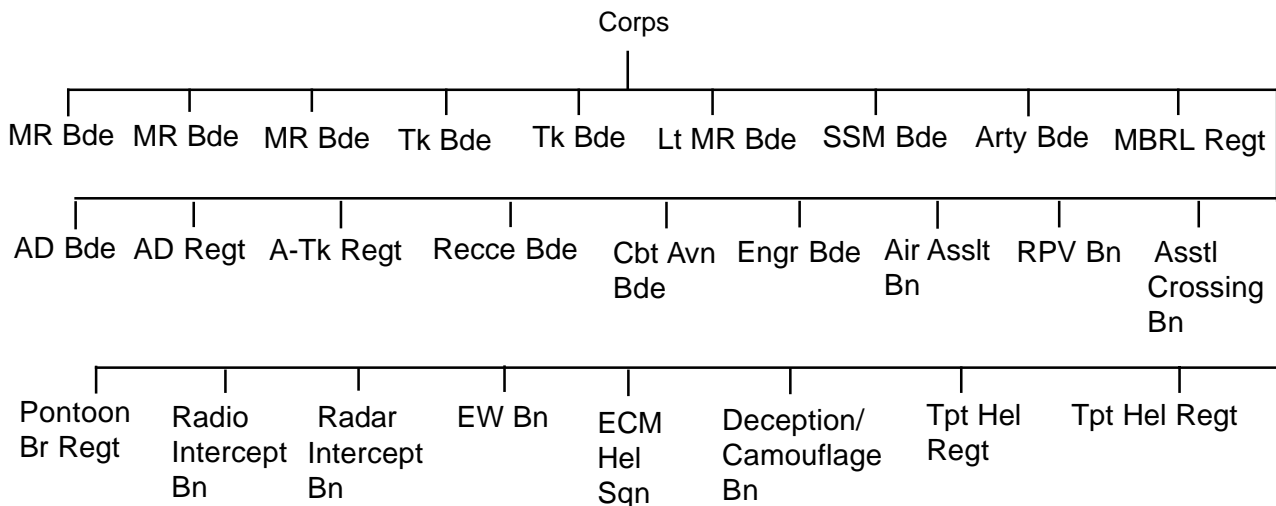 Corps
MR Bde MR Bde MR Bde Tk Bde Tk Bde Lt MR Bde SSM Bde Arty Bde MBRL Regt
AD Bde AD Regt A-Tk Regt Recce Bde Cbt Avn
Bde Engr Bde Air Asslt
Bn RPV Bn Asstl
Crossing
Bn
Pontoon
Br Regt Radio
Intercept
Bn Radar
Intercept
Bn EW Bn ECM
Hel
Sqn Deception/
Camouflage
Bn Tpt Hel
Regt Tpt Hel Regt